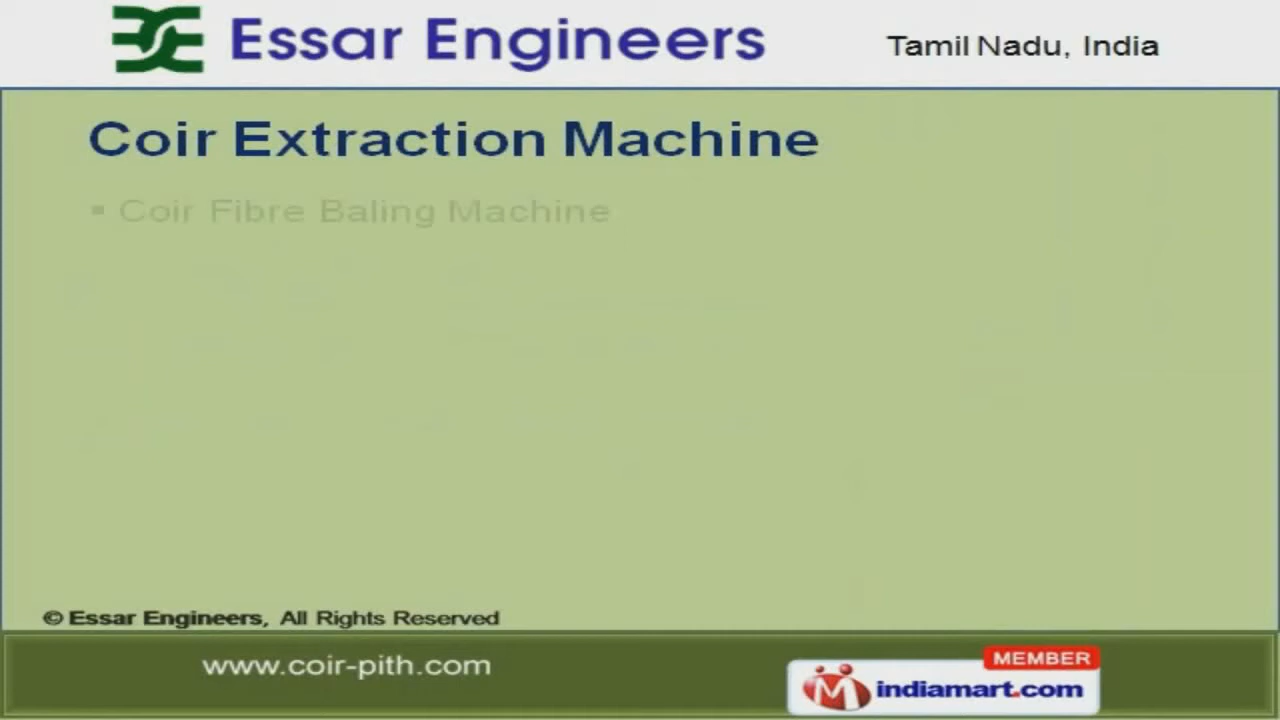 Essar Engineers
Tamil Nadu, India
Coir Extraction Machine
▪ Coir Fibre Baling Machine
© Essar Engineers, All Rights Reserved
www.coir-pith.com
MEMBER
indiamart.com